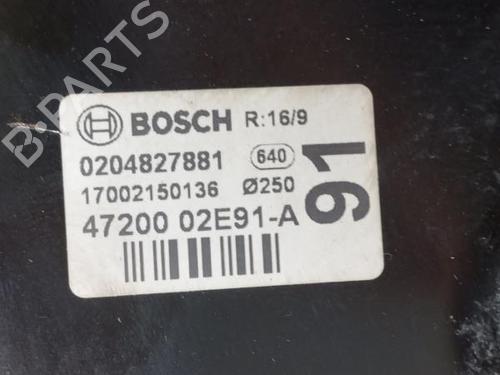 B-PARTS
BOSCH R:16/9
0204827881 640
17002150136 Ø250
47200 02E91-A
91